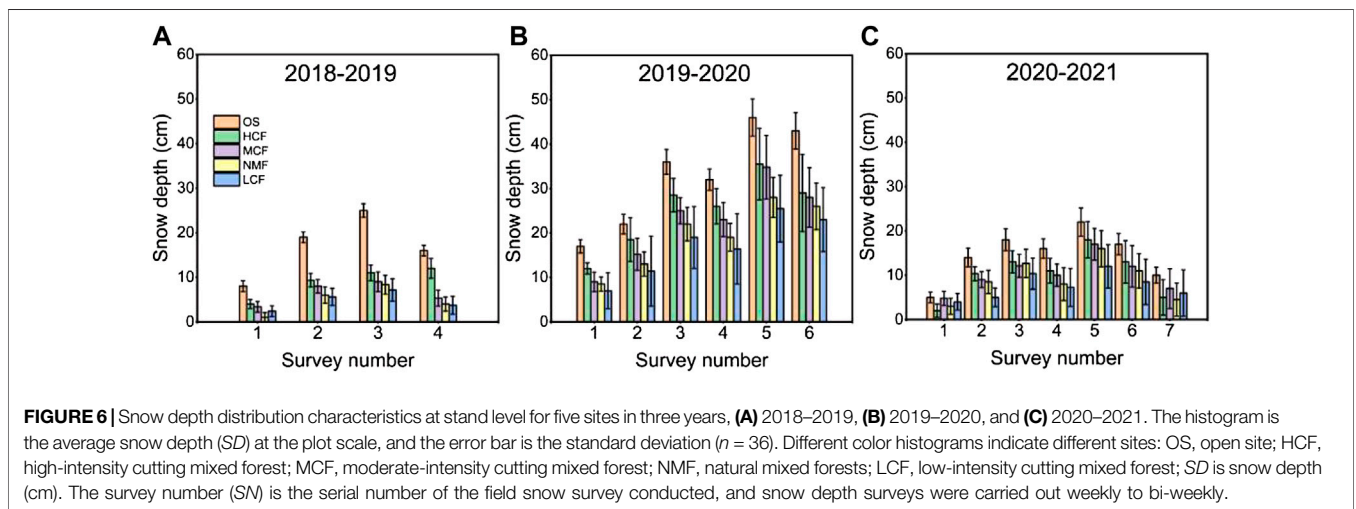 A
B
C
2018-2019
2019-2020
2020-2021
60
50
40
30
20
10
0
Snow depth (cm)
OS
HCF
MCF
NMF
LCF
1 2 3 4
Survey number
60
50
40
30
20
10
0
Snow depth (cm)
1 2 3 4 5 6
Survey number
60
50
40
30
20
10
0
Snow depth (cm)
1 2 3 4 5 6 7
Survey number
FIGURE 6 | Snow depth distribution characteristics at stand level for five sites in three years, (A) 2018–2019, (B) 2019–2020, and (C) 2020–2021. The histogram is
the average snow depth (SD) at the plot scale, and the error bar is the standard deviation (n = 36). Different color histograms indicate different sites: OS, open site; HCF,
high-intensity cutting mixed forest; MCF, moderate-intensity cutting mixed forest; NMF, natural mixed forests; LCF, low-intensity cutting mixed forest; SD is snow depth
(cm). The survey number (SN) is the serial number of the field snow survey conducted, and snow depth surveys were carried out weekly to bi-weekly.